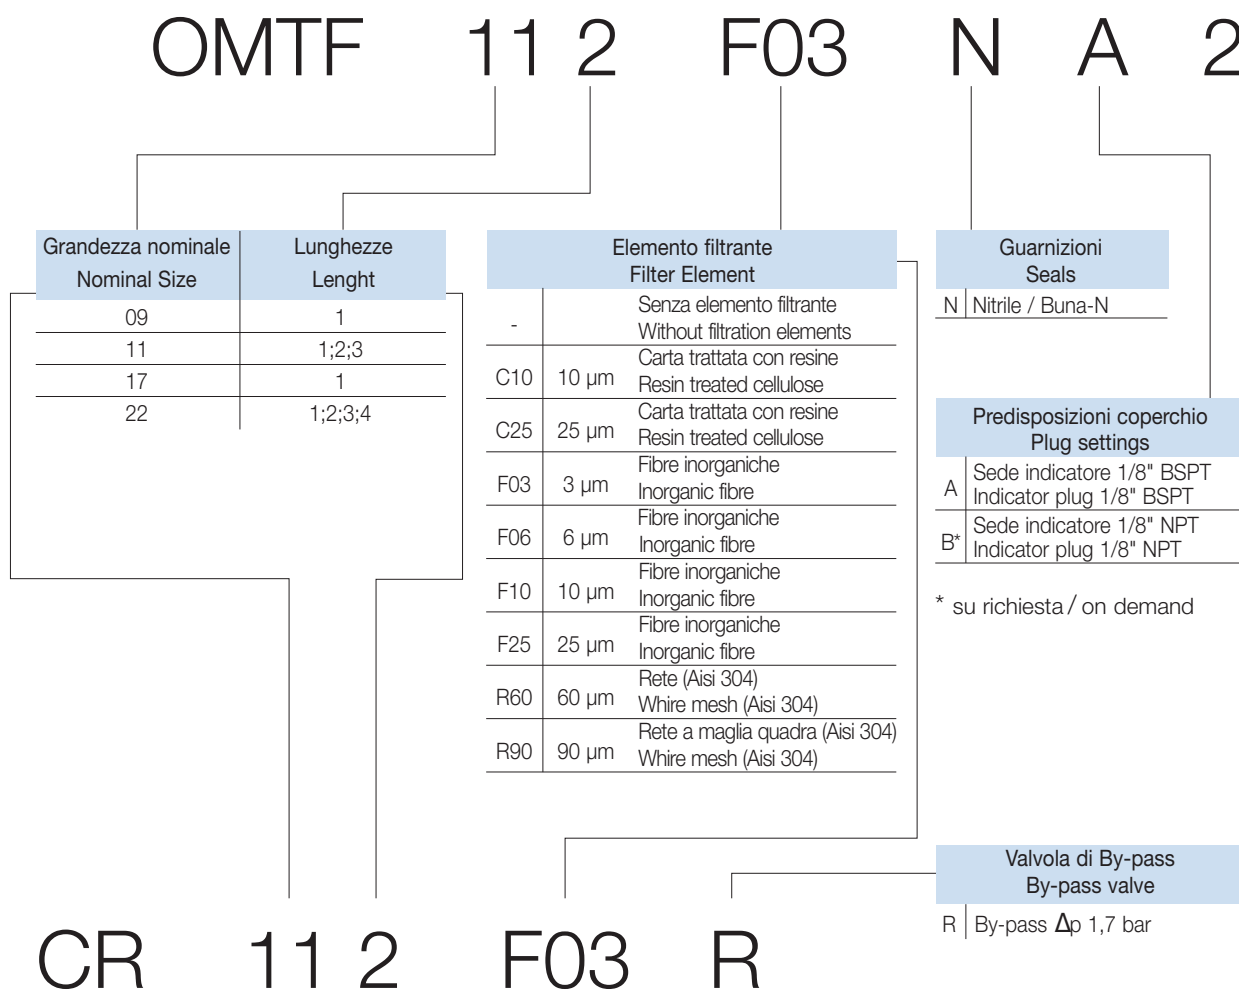 OMTF 11 2 F03 N A 2
Grandezza nominale
Nominal Size
Lunghezze
Lenght
09 1
11 1;2;3
17 1
22 1;2;3;4
Elemento filtrante
Filter Element
- Senza elemento filtrante
Without filtration elements
C10 10 µm Carta trattata con resine
Resin treated cellulose
C25 25 µm Carta trattata con resine
Resin treated cellulose
F03 3 µm Fibre inorganiche
Inorganic fibre
F06 6 µm Fibre inorganiche
Inorganic fibre
F10 10 µm Fibre inorganiche
Inorganic fibre
F25 25 µm Fibre inorganiche
Inorganic fibre
R60 60 µm Rete (Aisi 304)
Whire mesh (Aisi 304)
R90 90 µm Rete a maglia quadra (Aisi 304)
Whire mesh (Aisi 304)
Guarnizioni
Seals
N Nitrile / Buna-N
Predisposizioni coperchio
Plug settings
A Sede indicatore 1/8" BSPT
Indicator plug 1/8" BSPT
B* Sede indicatore 1/8" NPT
Indicator plug 1/8" NPT
* su richiesta / on demand
Valvola di By-pass
By-pass valve
R By-pass Δp 1,7 bar
CR 11 2 F03 R